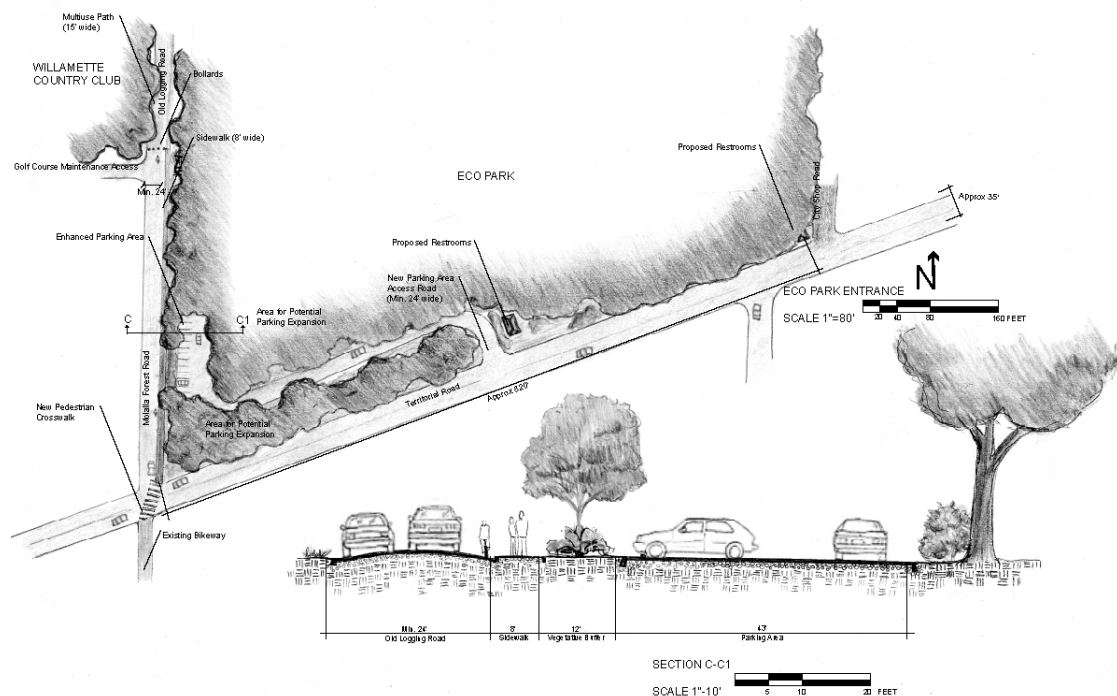 Multiuse Path
(15' wide)
WILLAMETTE
COUNTRY CLUB
Old Logging Road
Bollards
Sidewalk (8' wide)
Golf Course Maintenance Access
Min. 24'
Enhanced Parking Area
C
C1
Molalla Forest Road
New Pedestrian
Crosswalk
Existing Bikeway
ECO PARK
Proposed Restrooms
City Shop Road
Approx 35'
Proposed Restrooms
New Parking Area
Access Road
(Min. 24' wide)
Area for Potential
Parking Expansion
Area for Potential
Parking Expansion
Territorial Road
Approx 820'
N
ECO PARK ENTRANCE
SCALE 1"=80'
20 40 80 160 FEET
Min. 24'
Old Logging Road
8'
Sidewalk
12'
Vegetative Buffer
43'
Parking Area
SECTION C-C1
SCALE 1"-10'
5 10 20 FEET